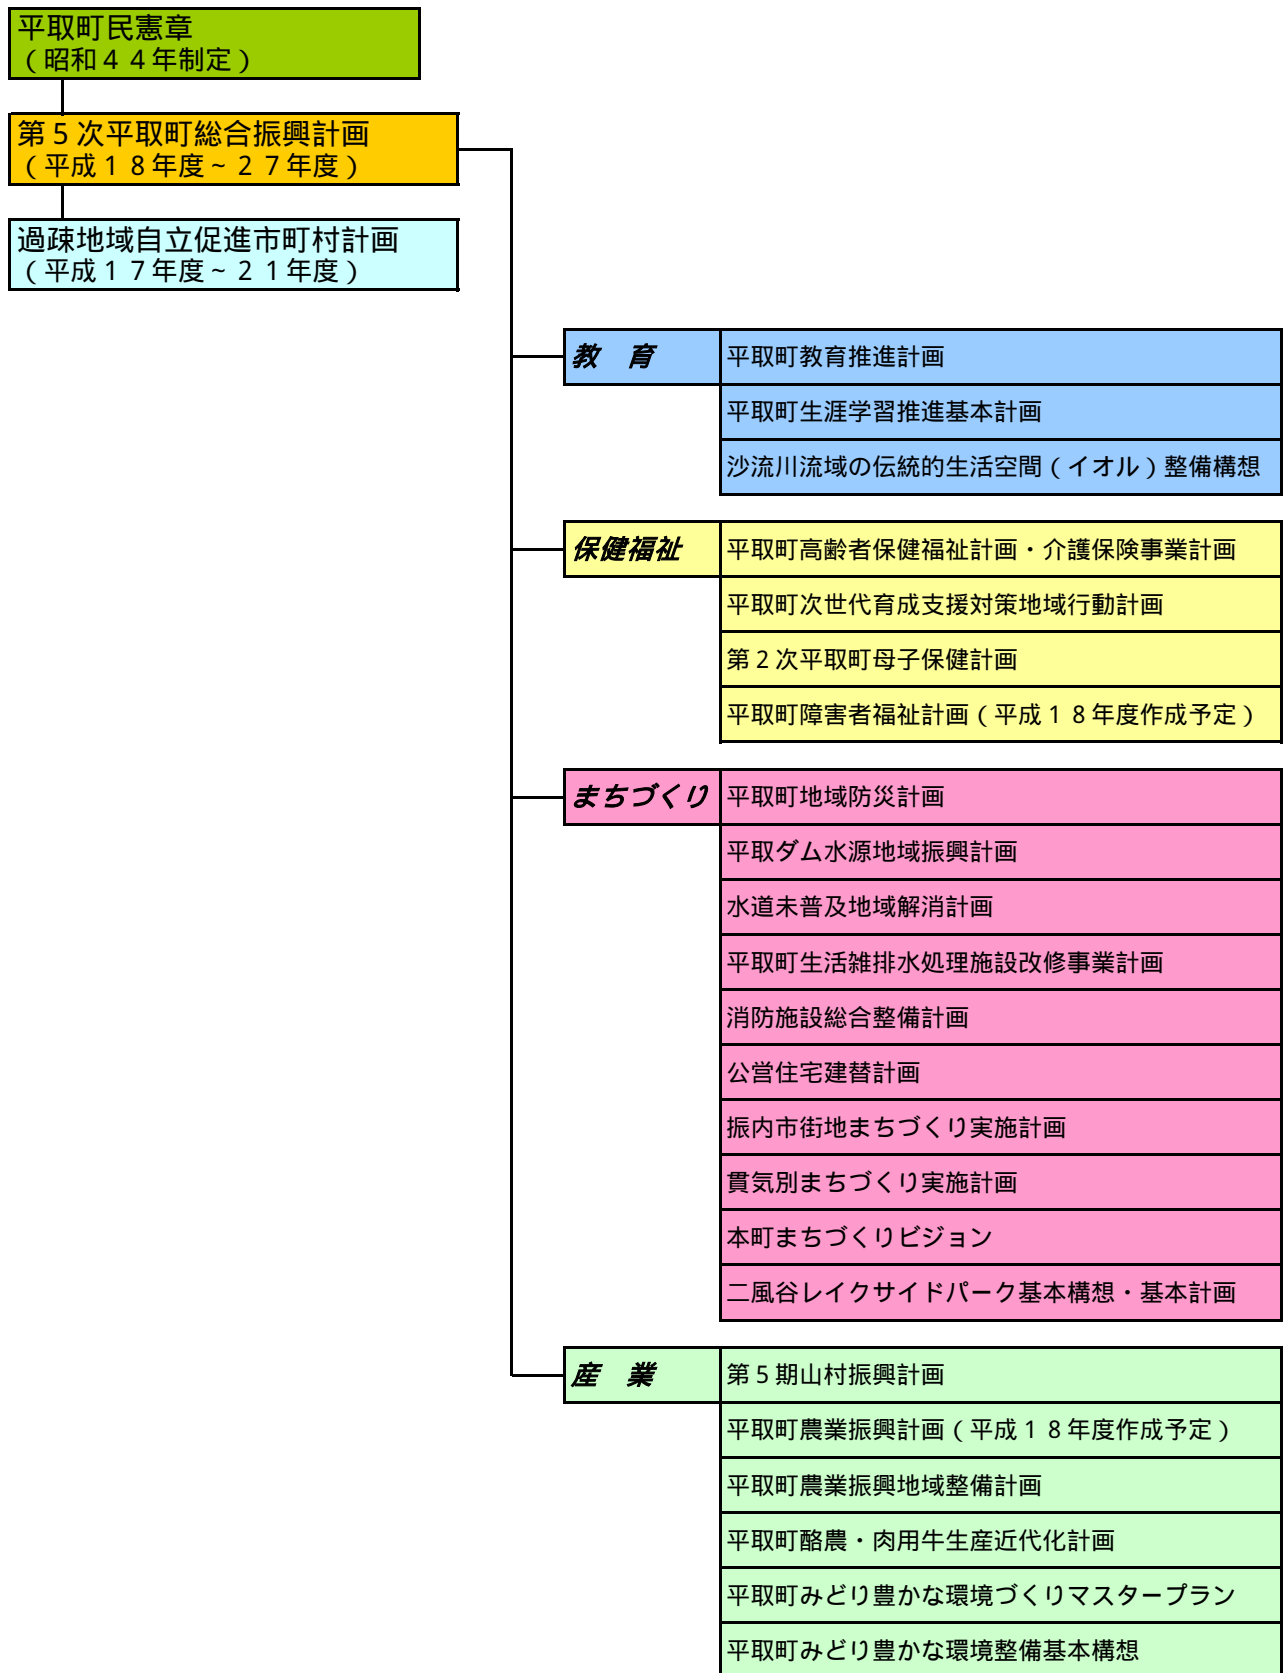 平取町民憲章
（昭和４４年制定）
第５次平取町総合振興計画
（平成１８年度～２７年度）
過疎地域自立促進市町村計画
（平成１７年度～２１年度）
教　育
平取町教育推進計画
平取町生涯学習推進基本計画
沙流川流域の伝統的生活空間（イオル）整備構想
保健福祉
平取町高齢者保健福祉計画・介護保険事業計画
平取町次世代育成支援対策地域行動計画
第２次平取町母子保健計画
平取町障害者福祉計画（平成１８年度作成予定）
まちづくり
平取町地域防災計画
平取ダム水源地域振興計画
水道未普及地域解消計画
平取町生活雑排水処理施設改修事業計画
消防施設総合整備計画
公営住宅建替計画
振内市街地まちづくり実施計画
貫気別まちづくり実施計画
本町まちづくりビジョン
二風谷レイクサイドパーク基本構想・基本計画
産　業
第５期山村振興計画
平取町農業振興計画（平成１８年度作成予定）
平取町農業振興地域整備計画
平取町酪農・肉用牛生産近代化計画
平取町みどり豊かな環境づくりマスタープラン
平取町みどり豊かな環境整備基本構想